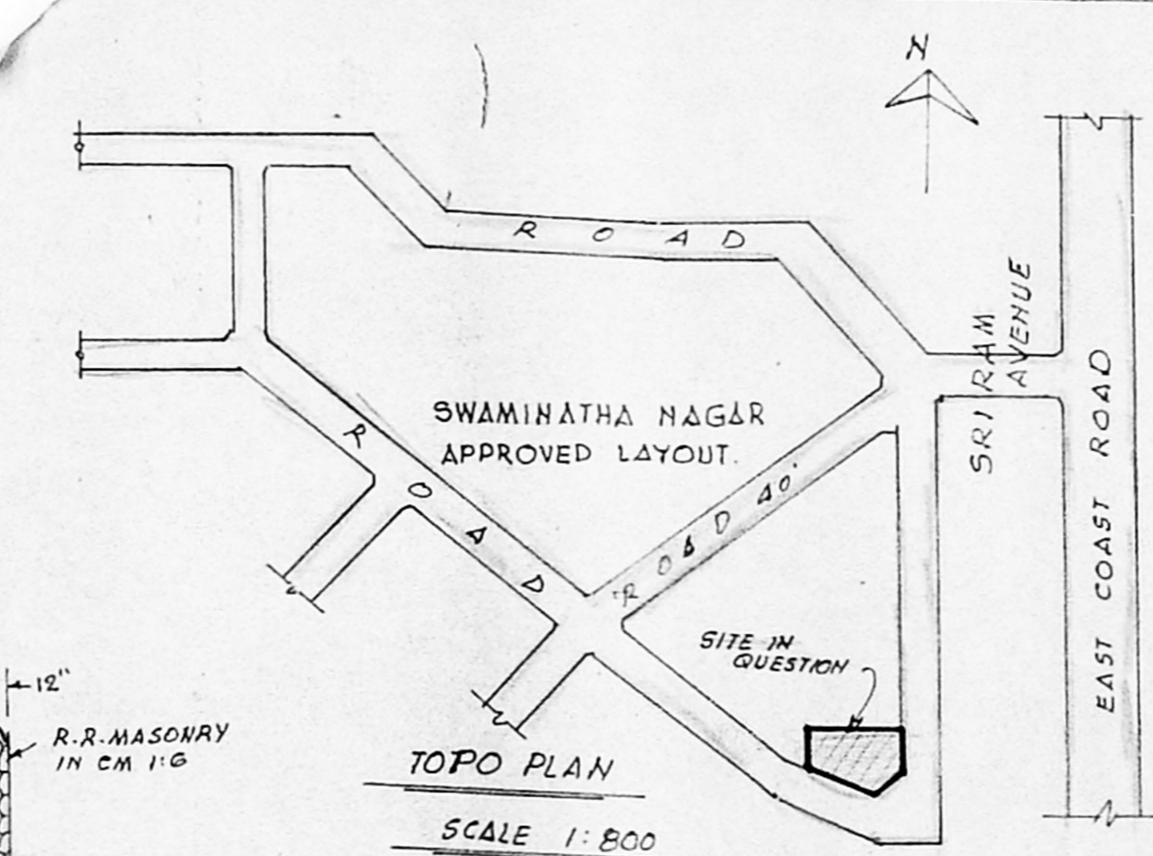 N
ROAD
SRI RAM
AVENUE
EAST COAST ROAD
SWAMINATHA NAGAR
APPROVED LAYOUT.
ROAD
ROAD 40'
SITE IN
QUESTION
12"
R.R. MASONRY
IN CM 1:6
TOPO PLAN
SCALE 1:800